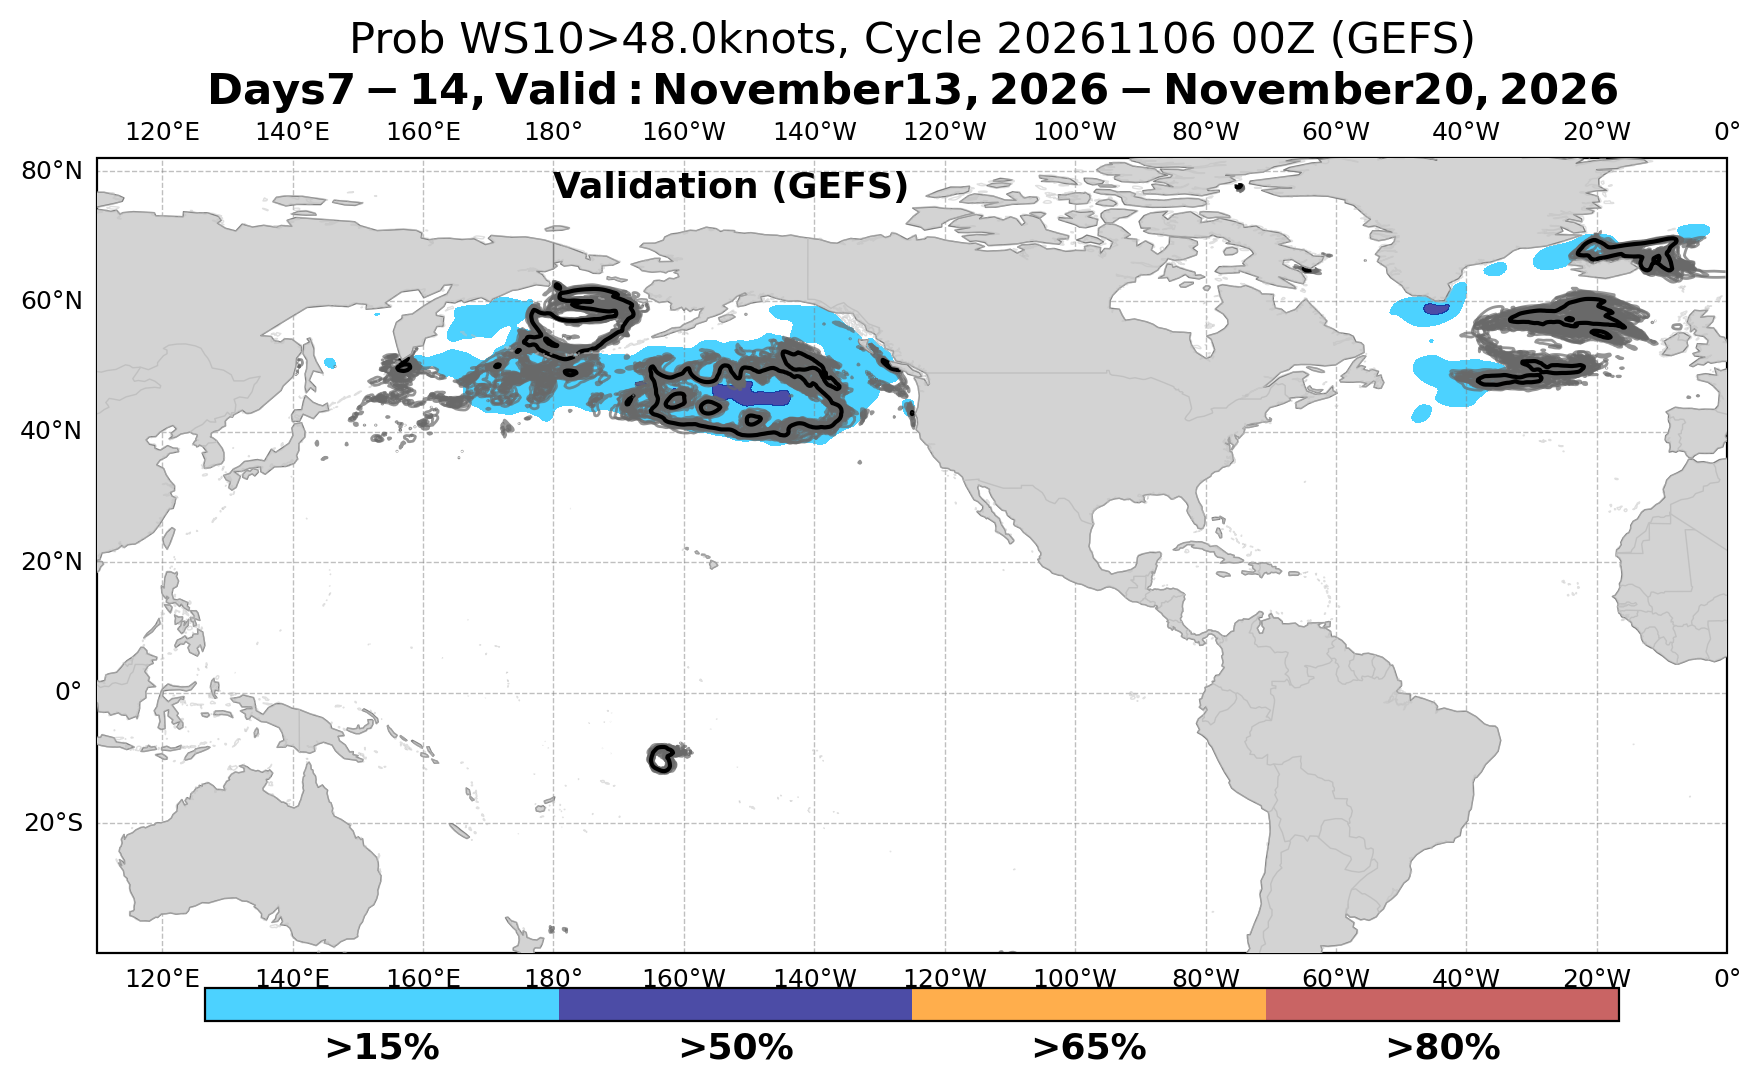 Prob WS10>48.0knots, Cycle 20261106 00Z (GEFS)
Days7 − 14, Valid : November13, 2026 − November20, 2026
120°E 140°E 160°E 180° 160°W 140°W 120°W 100°W 80°W 60°W 40°W 20°W 0°
80°N
Validation (GEFS)
60°N
40°N
20°N
0°
20°S
120°E 140°E 160°E 180° 160°W 140°W 120°W 100°W 80°W 60°W 40°W 20°W 0°
>15% >50% >65% >80%